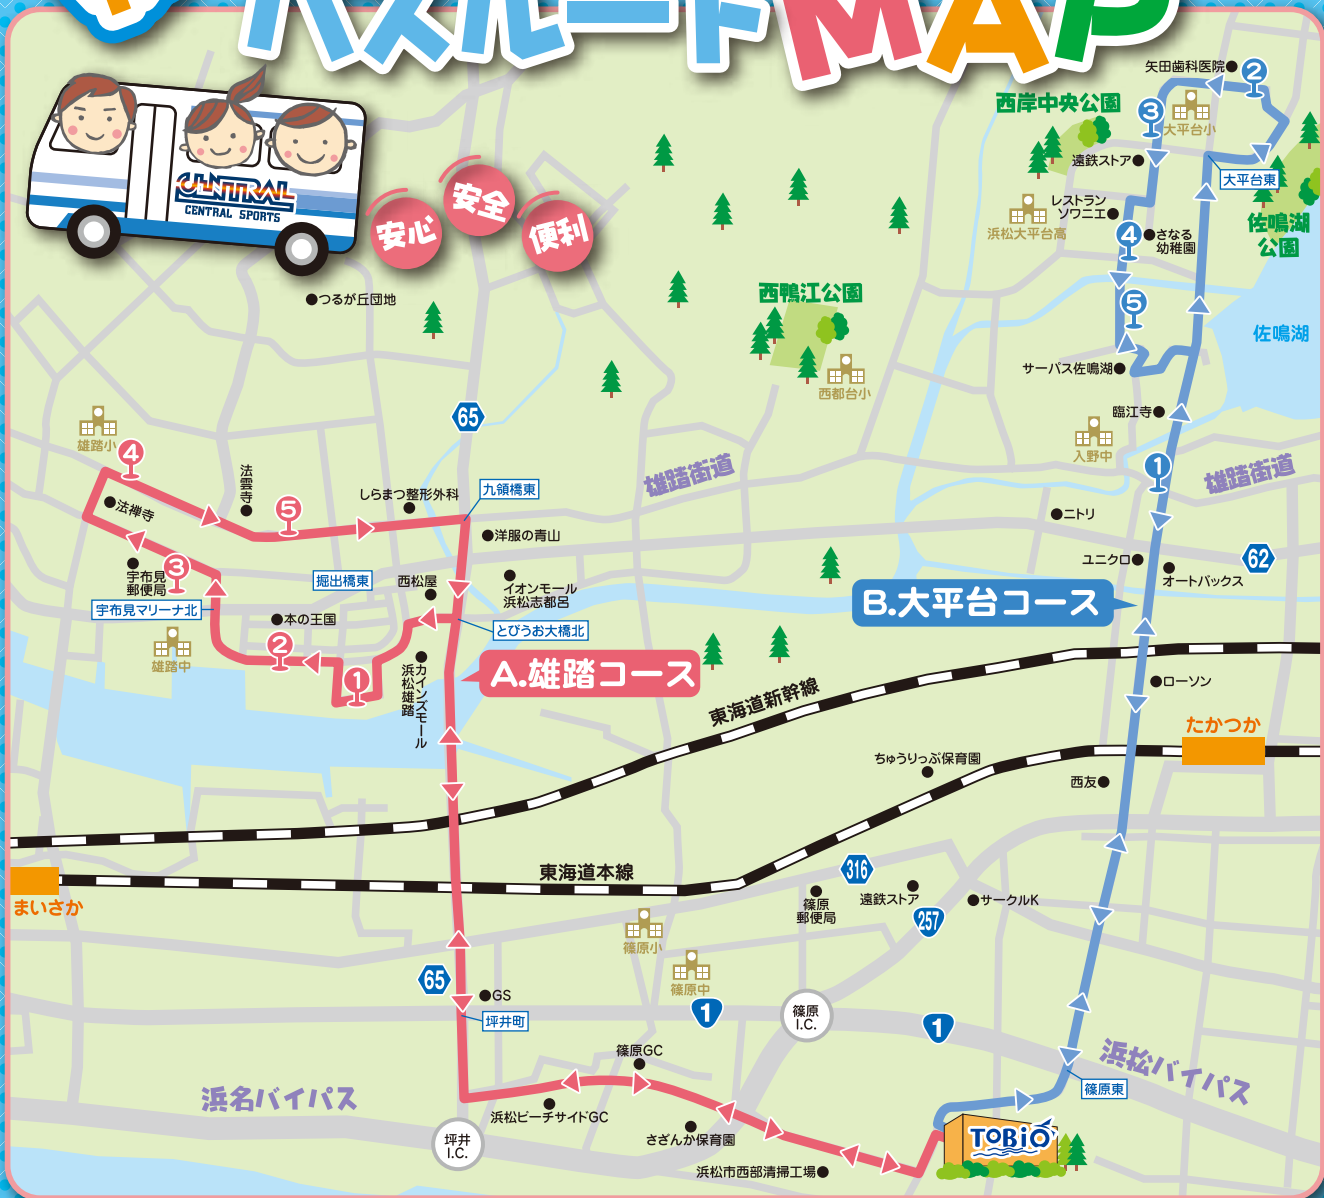 バスルートMAP
CENTRAL
CENTRAL SPORTS
安心
安全
便利
つるが丘団地
西鴨江公園
西都台小
西岸中央公園
矢田歯科医院
2
3
大平台小
遠鉄ストア
大平台東
レストラン
ソワニエ
浜松大平台高
4
さなる
幼稚園
佐鳴湖
公園
5
佐鳴湖
サーパス佐鳴湖
臨江寺
入野中
1
雄踏街道
雄踏街道
65
雄踏小
4
法雲寺
法禅寺
5
しらまつ整形外科
九領橋東
洋服の青山
ニトリ
ユニクロ
オートバックス
62
宇布見
郵便局
3
堀出橋東
西松屋
イオンモール
浜松志都呂
宇布見マリーナ北
本の王国
とびうお大橋北
雄踏中
2
1
カインズモール
浜松雄踏
A.雄踏コース
B.大平台コース
東海道新幹線
ローソン
たかつか
ちゅうりっぷ保育園
西友
東海道本線
まいさか
316
篠原
郵便局
遠鉄ストア
257
サークルK
篠原小
篠原中
65
GS
坪井町
1
篠原
I.C.
1
浜松バイパス
篠原東
篠原GC
浜名バイパス
浜松ビーチサイドGC
坪井
I.C.
さざんか保育園
浜松市西部清掃工場
TOBiO